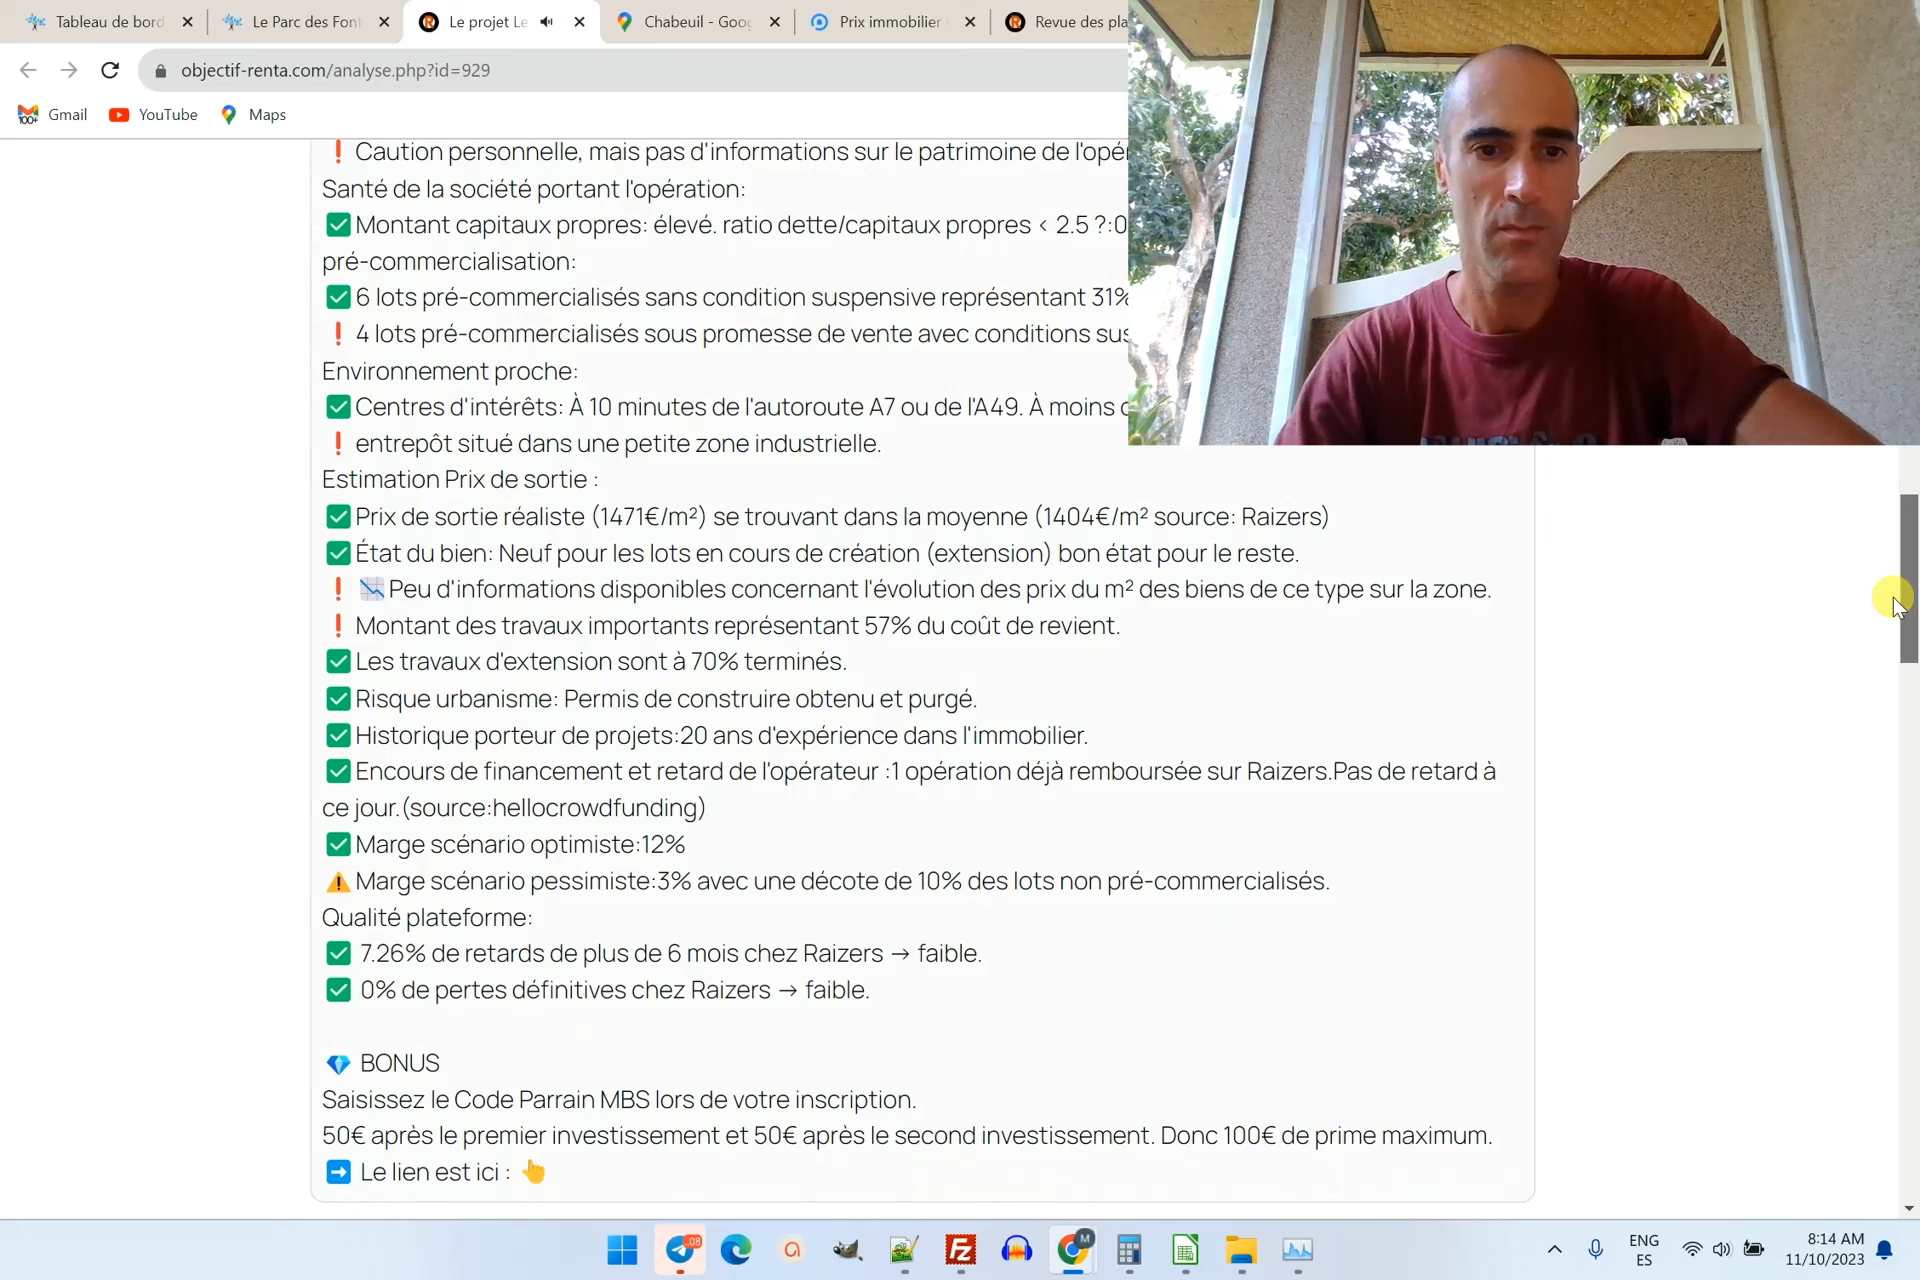 Tableau de bord
Le Parc des Font
Le projet Le
Chabeuil - Goog
Prix immobilier
Revue des pla
objectif-renta.com/analyse.php?id=929
Gmail
YouTube
Maps
❗ Caution personnelle, mais pas d'informations sur le patrimoine de l'opé
Santé de la société portant l'opération:
✅ Montant capitaux propres: élevé. ratio dette/capitaux propres < 2.5 ?:0
pré-commercialisation:
✅ 6 lots pré-commercialisés sans condition suspensive représentant 31%
❗ 4 lots pré-commercialisés sous promesse de vente avec conditions sus
Environnement proche:
✅ Centres d'intérêts: À 10 minutes de l'autoroute A7 ou de l'A49. À moins d
❗ entrepôt situé dans une petite zone industrielle.
Estimation Prix de sortie :
✅ Prix de sortie réaliste (1471€/m²) se trouvant dans la moyenne (1404€/m² source: Raizers)
✅ État du bien: Neuf pour les lots en cours de création (extension) bon état pour le reste.
❗ 📉 Peu d'informations disponibles concernant l'évolution des prix du m² des biens de ce type sur la zone.
❗ Montant des travaux importants représentant 57% du coût de revient.
✅ Les travaux d'extension sont à 70% terminés.
✅ Risque urbanisme: Permis de construire obtenu et purgé.
✅ Historique porteur de projets:20 ans d'expérience dans l'immobilier.
✅ Encours de financement et retard de l'opérateur :1 opération déjà remboursée sur Raizers.Pas de retard à
ce jour.(source:hellocrowdfunding)
✅ Marge scénario optimiste:12%
⚠️ Marge scénario pessimiste:3% avec une décote de 10% des lots non pré-commercialisés.
Qualité plateforme:
✅ 7.26% de retards de plus de 6 mois chez Raizers → faible.
✅ 0% de pertes définitives chez Raizers → faible.
💎 BONUS
Saisissez le Code Parrain MBS lors de votre inscription.
50€ après le premier investissement et 50€ après le second investissement. Donc 100€ de prime maximum.
➡️ Le lien est ici : 👆
ENG
ES
8:14 AM
11/10/2023